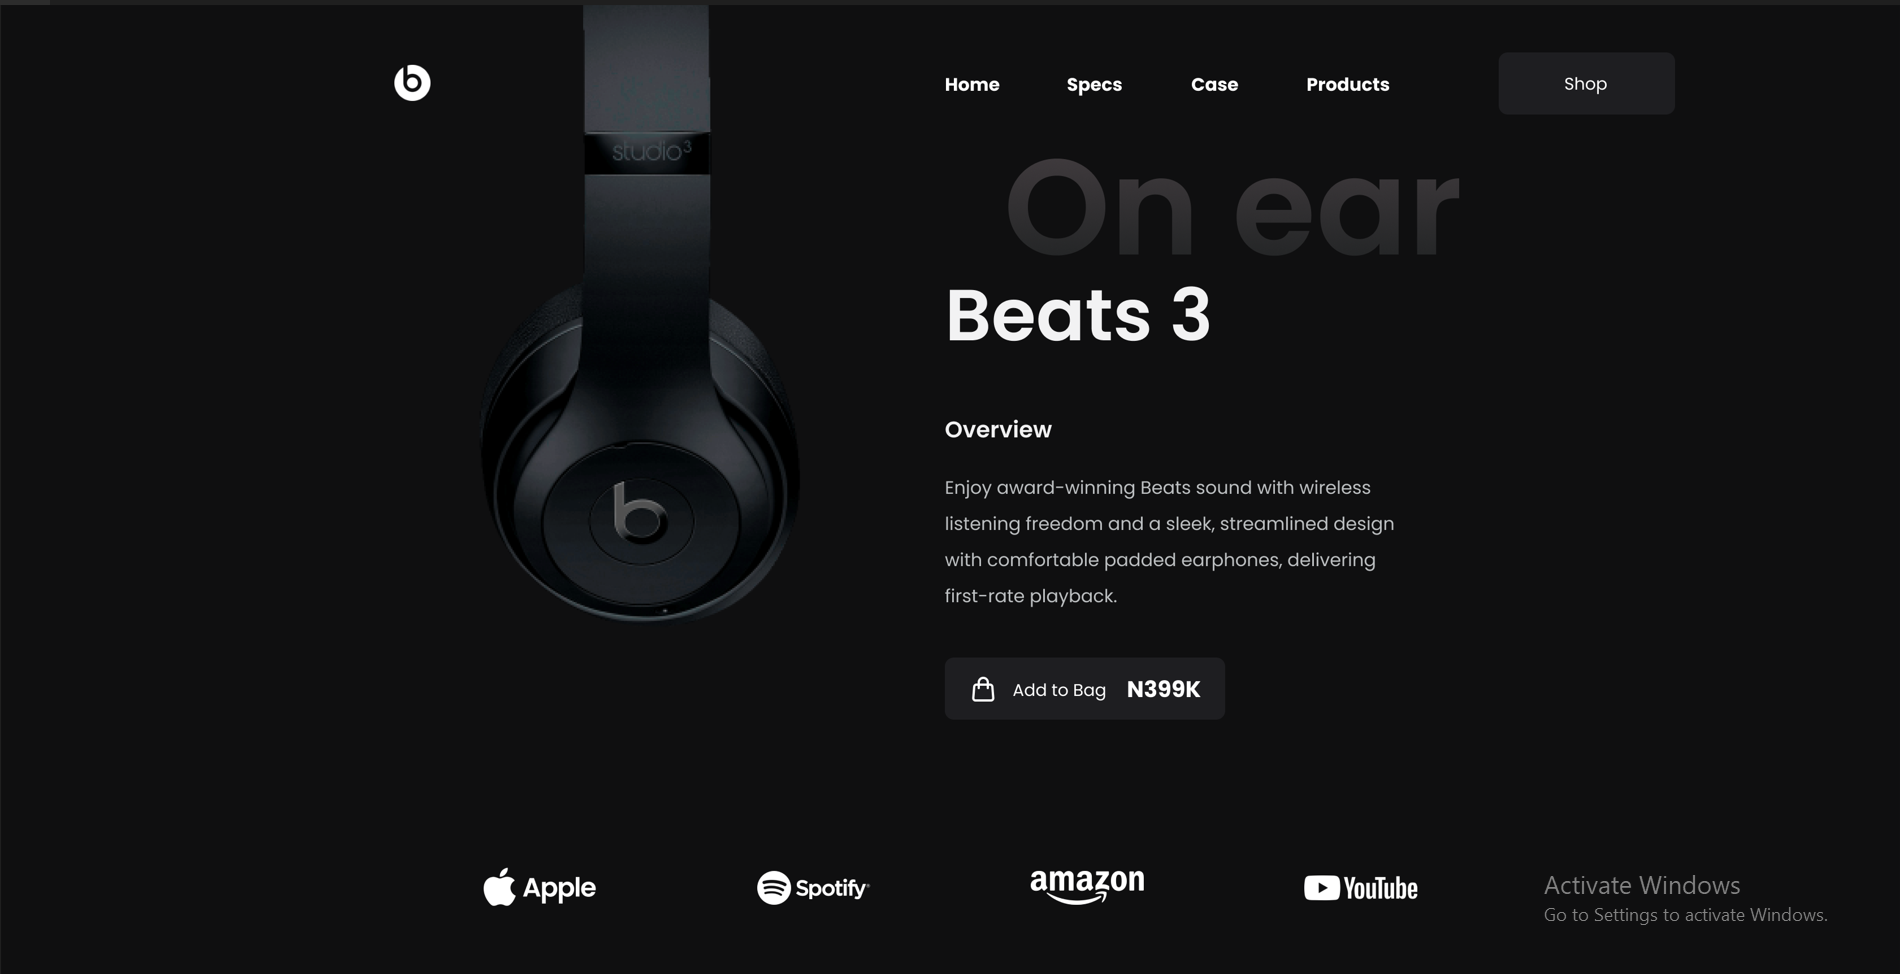 Home Specs Case Products Shop
studio3
On ear
Beats 3
Overview
Enjoy award-winning Beats sound with wireless
listening freedom and a sleek, streamlined design
with comfortable padded earphones, delivering
first-rate playback.
Add to Bag N399K
Apple Spotify amazon YouTube
Activate Windows
Go to Settings to activate Windows.